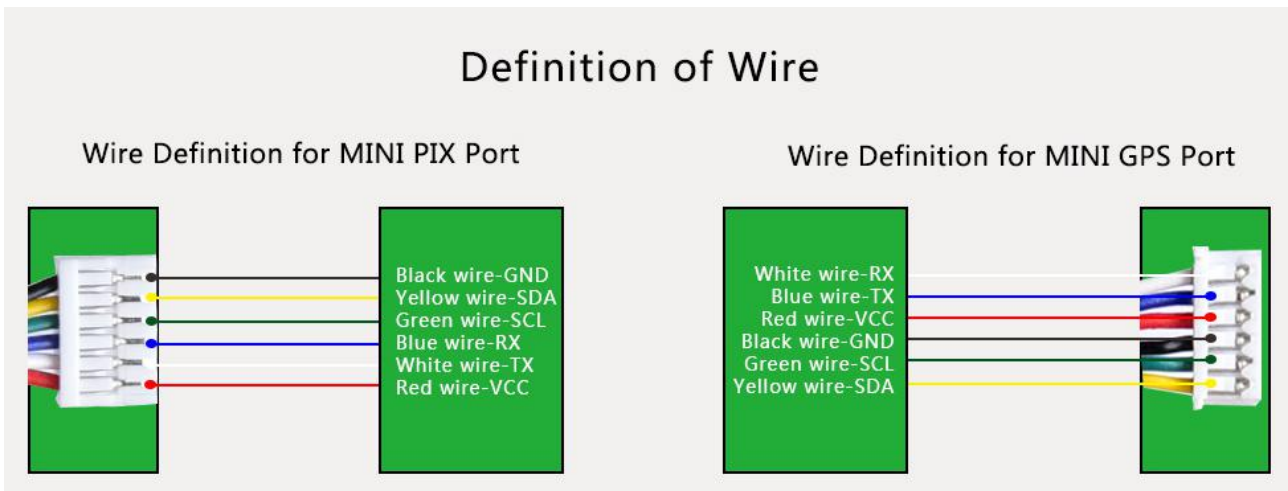 Definition of Wire
Wire Definition for MINI PIX Port
Black wire-GND
Yellow wire-SDA
Green wire-SCL
Blue wire-RX
White wire-TX
Red wire-VCC
Wire Definition for MINI GPS Port
White wire-RX
Blue wire-TX
Red wire-VCC
Black wire-GND
Green wire-SCL
Yellow wire-SDA